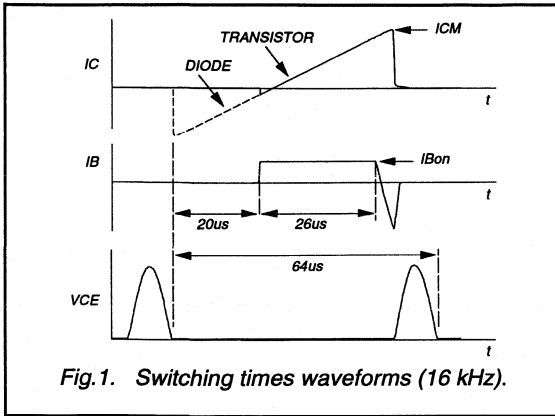 ICM
TRANSISTOR
IC
DIODE
t
IB
IBon
t
20us
26us
64us
VCE
t
Fig.1. Switching times waveforms (16 kHz).